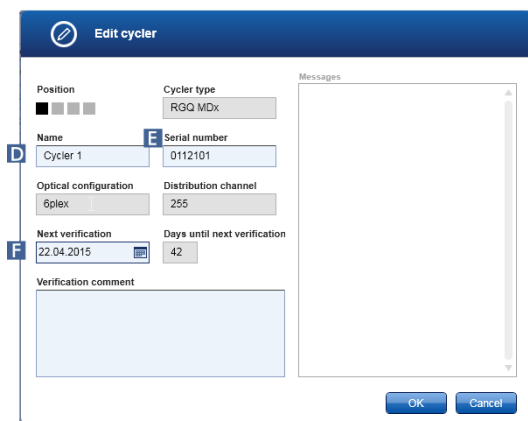 Edit cycler
Messages
Position Cycler type
RGQ MDx
Name E Serial number
D Cycler 1 0112101
Optical configuration Distribution channel
6plex 255
Next verification Days until next verification
F 22.04.2015 42
Verification comment
OK Cancel